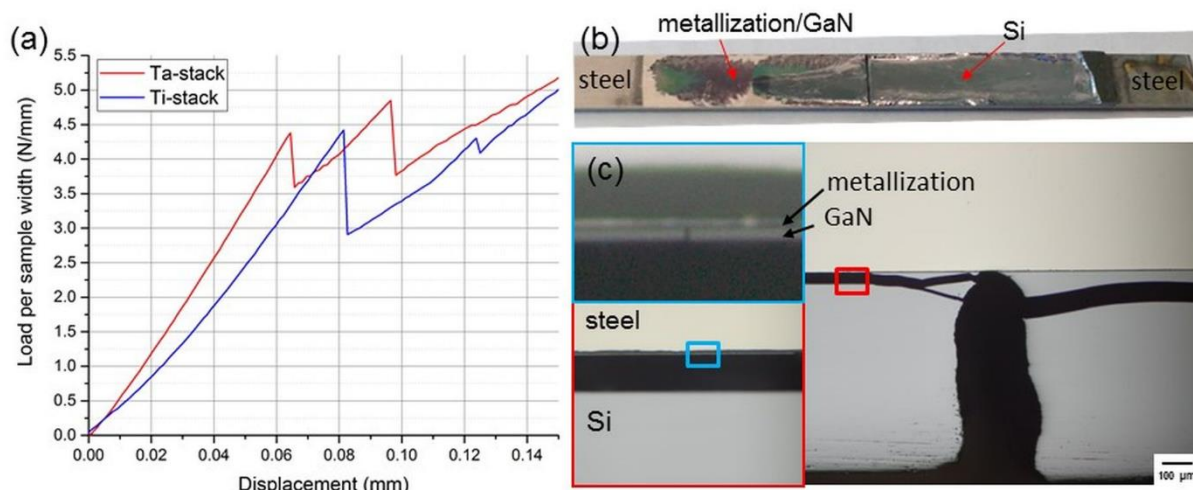 (a)
Load per sample width (N/mm)
5.5
5.0
4.5
4.0
3.5
3.0
2.5
2.0
1.5
1.0
0.5
0.0
Ta-stack
Ti-stack
0.00 0.02 0.04 0.06 0.08 0.10 0.12 0.14
Displacement (mm)
(b)
metallization/GaN
Si
steel
steel
(c)
metallization
GaN
steel
Si
100 µm